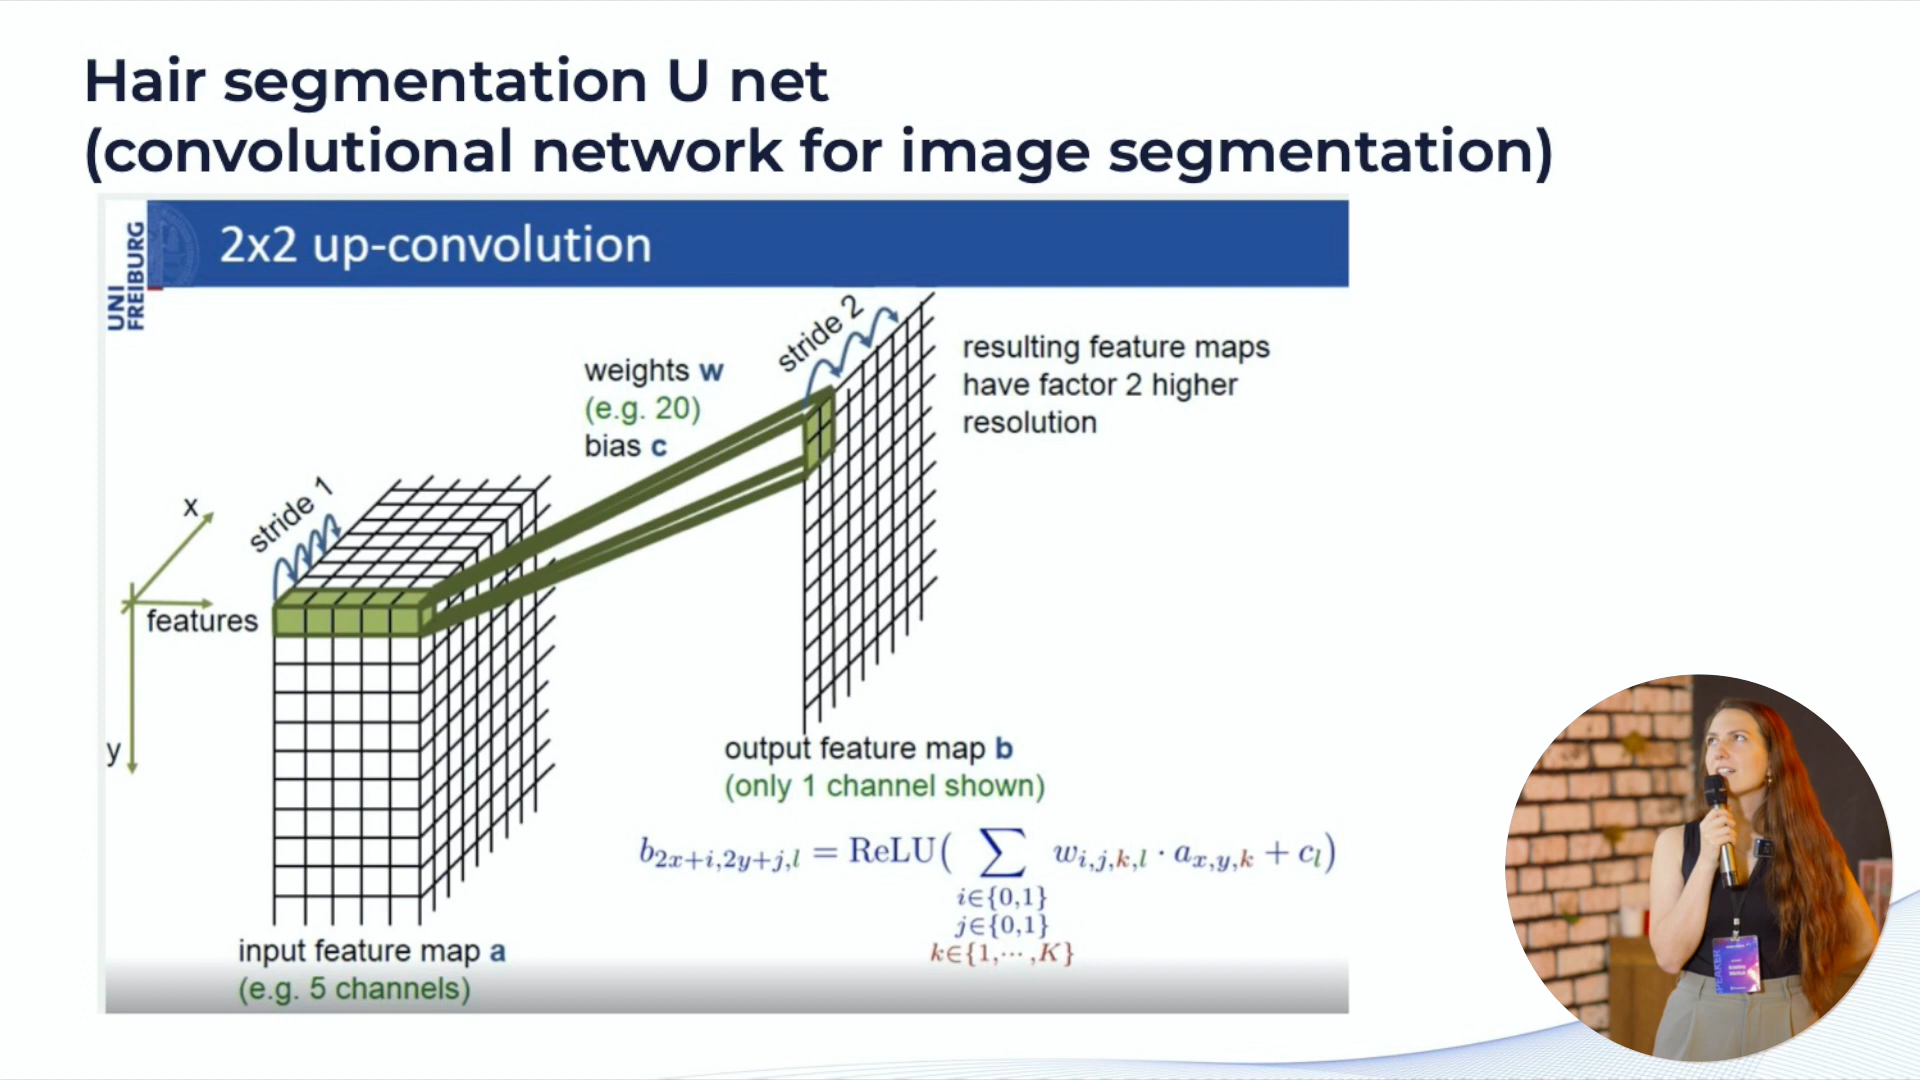 Hair segmentation U net
(convolutional network for image segmentation)
UNI
FREIBURG
2x2 up-convolution
stride 2
weights w
(e.g. 20)
bias c
resulting feature maps
have factor 2 higher
resolution
stride 1
x
features
y
output feature map b
(only 1 channel shown)
b_{2x+i,2y+j,l} = ReLU( ∑ w_{i,j,k,l} · a_{x,y,k} + c_l )
i∈{0,1}
j∈{0,1}
k∈{1,⋯,K}
input feature map a
(e.g. 5 channels)
SPEAKER